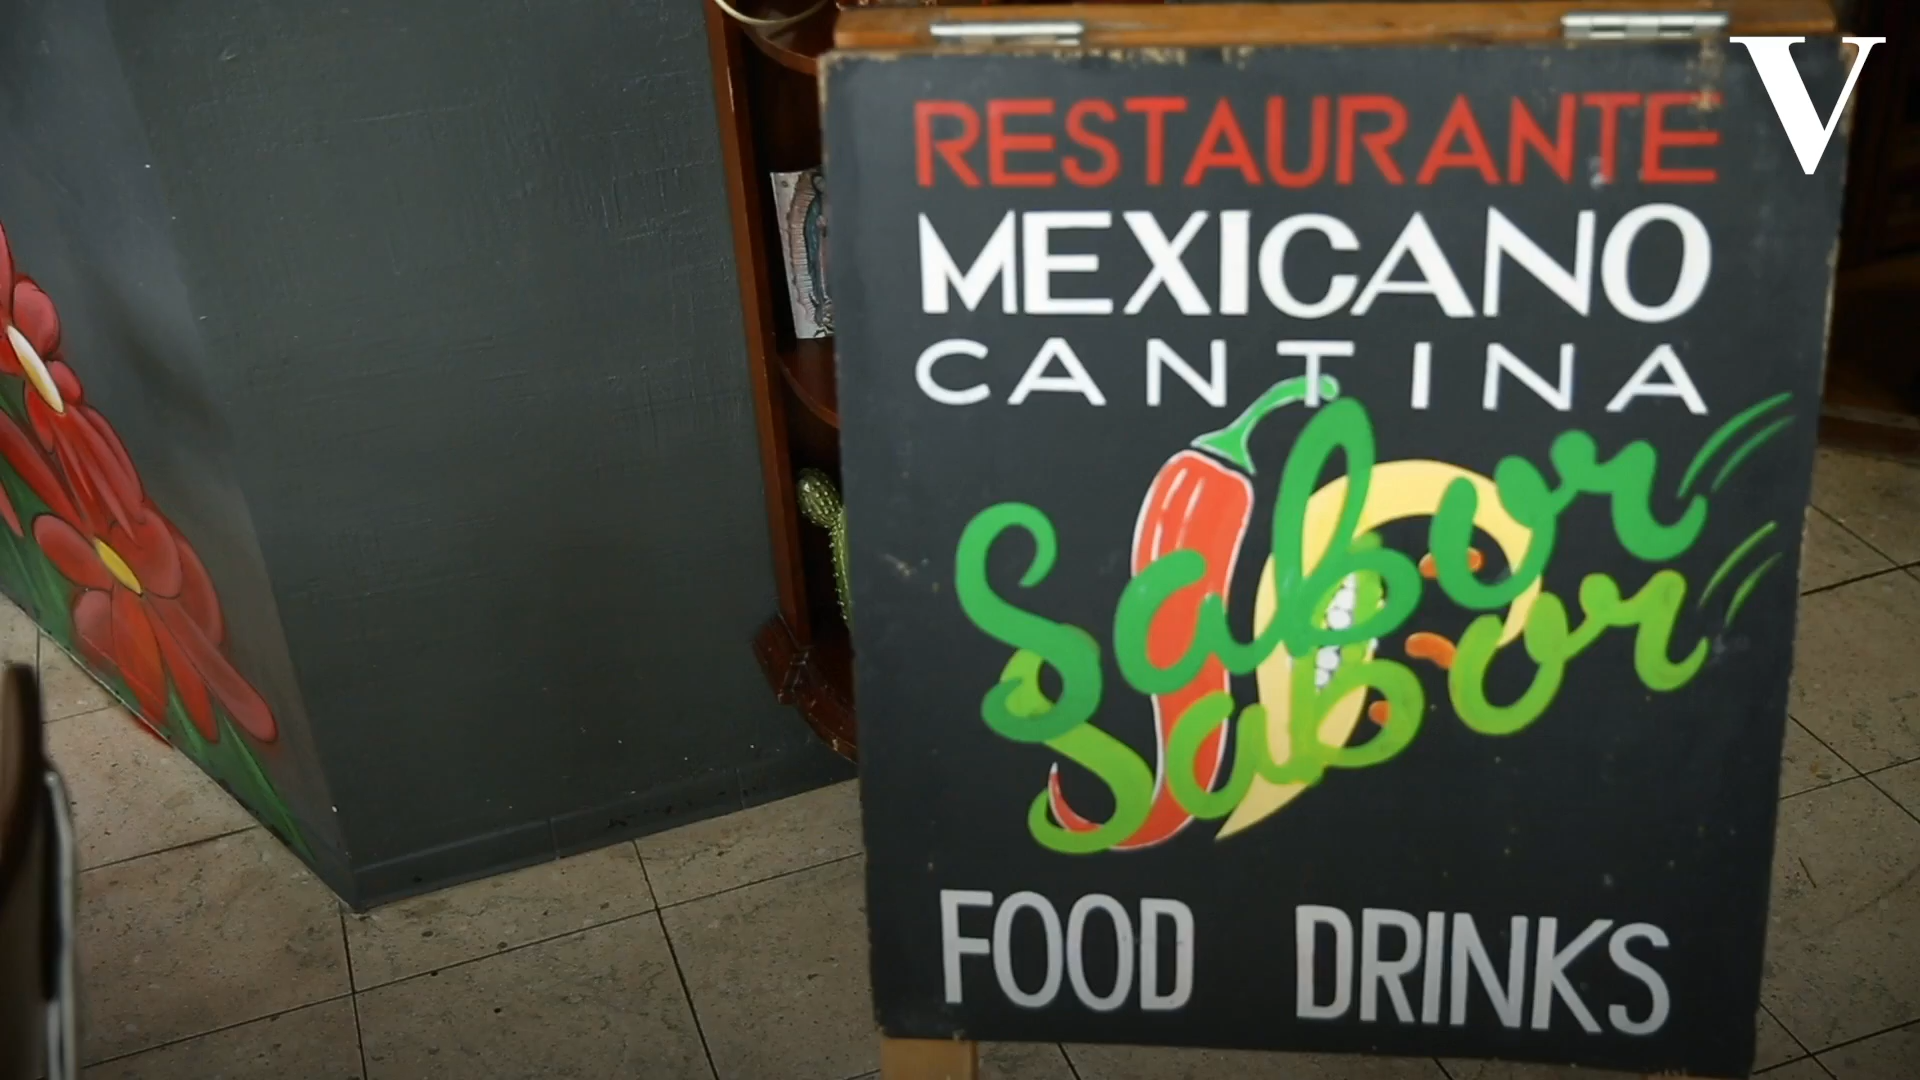 V
RESTAURANTE
MEXICANO
CANTINA
Sabor
Sabor
FOOD DRINKS